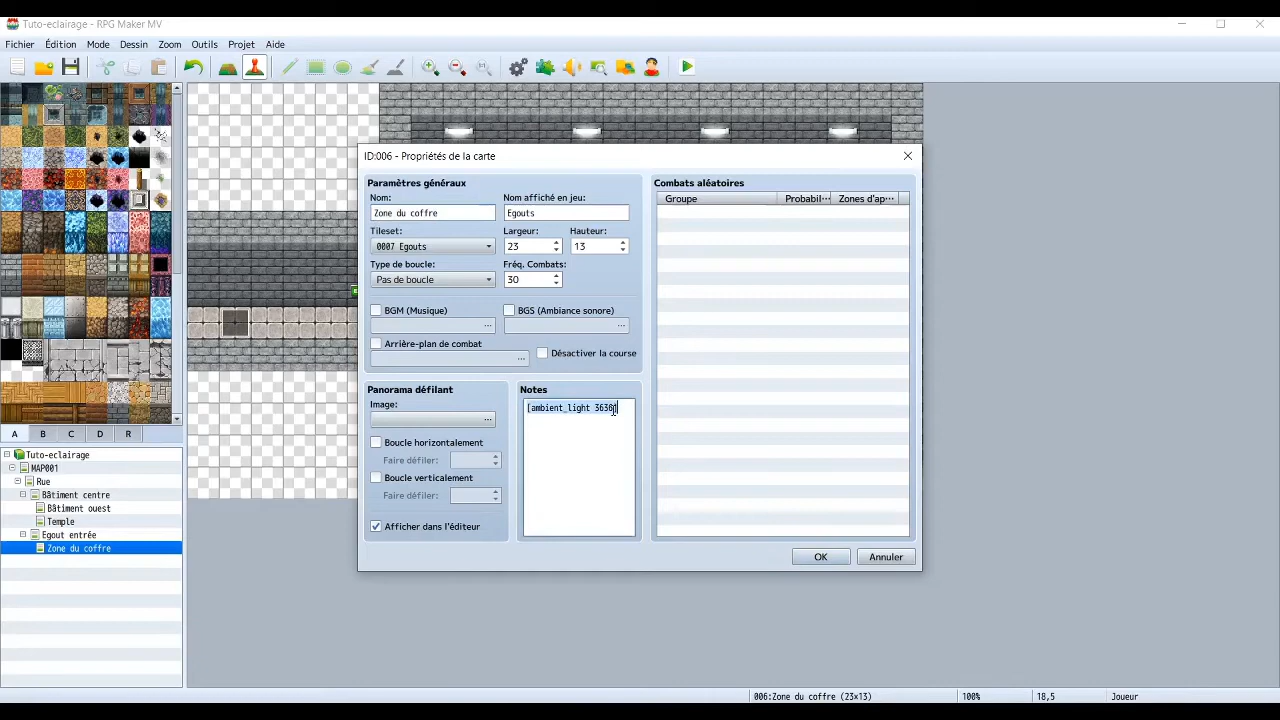 Tuto-eclairage - RPG Maker MV
Fichier Édition Mode Dessin Zoom Outils Projet Aide
ID:006 - Propriétés de la carte
Paramètres généraux
Nom:
Nom affiché en jeu:
Zone du coffre
Egouts
Tileset:
Largeur:
Hauteur:
0007 Egouts
23
13
Type de boucle:
Fréq. Combats:
Pas de boucle
30
BGM (Musique)
BGS (Ambiance sonore)
...
...
Arrière-plan de combat
Désactiver la course
...
Panorama défilant
Image:
...
Boucle horizontalement
Faire défiler:
Boucle verticalement
Faire défiler:
Afficher dans l'éditeur
Notes
[ambient_light 3630]
Combats aléatoires
Groupe Probabil··· Zones d'ap···
OK Annuler
A B C D R
Tuto-eclairage
MAP001
Rue
Bâtiment centre
Bâtiment ouest
Temple
Egout entrée
Zone du coffre
006:Zone du coffre (23x13) 100% 18,5 Joueur